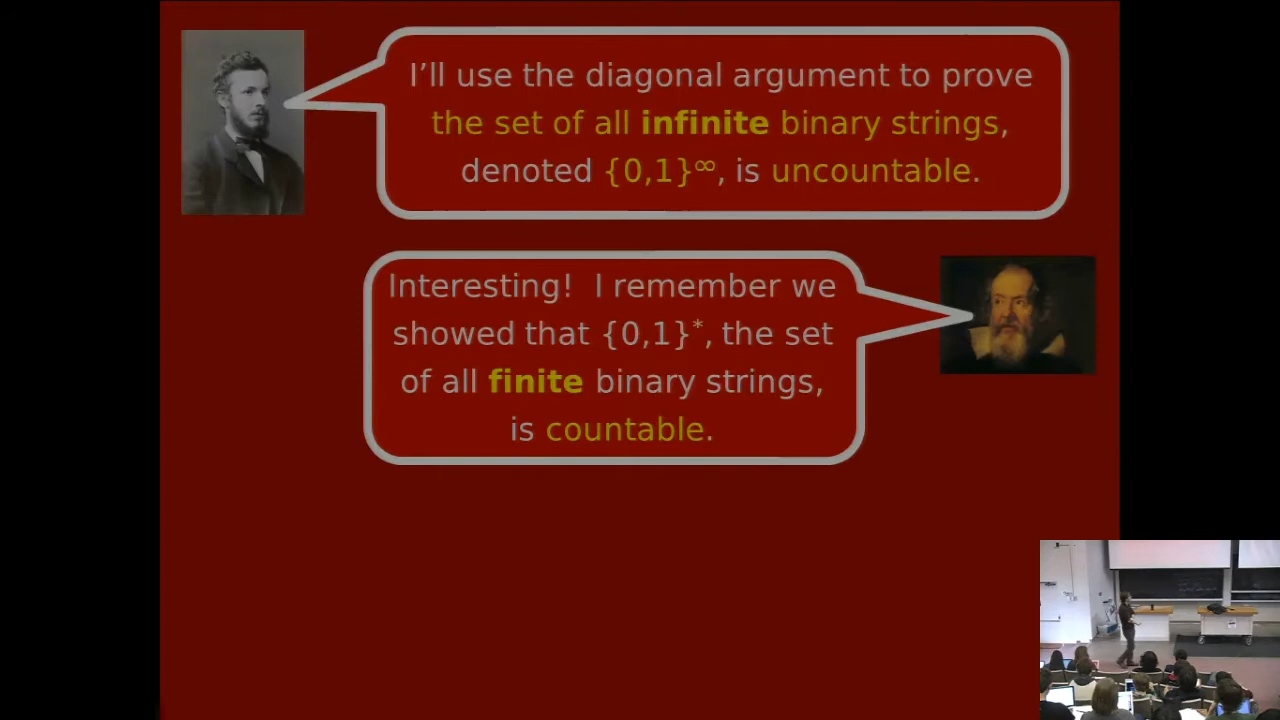 I’ll use the diagonal argument to prove
the set of all infinite binary strings,
denoted {0,1}∞, is uncountable.
Interesting!  I remember we
showed that {0,1}*, the set
of all finite binary strings,
is countable.